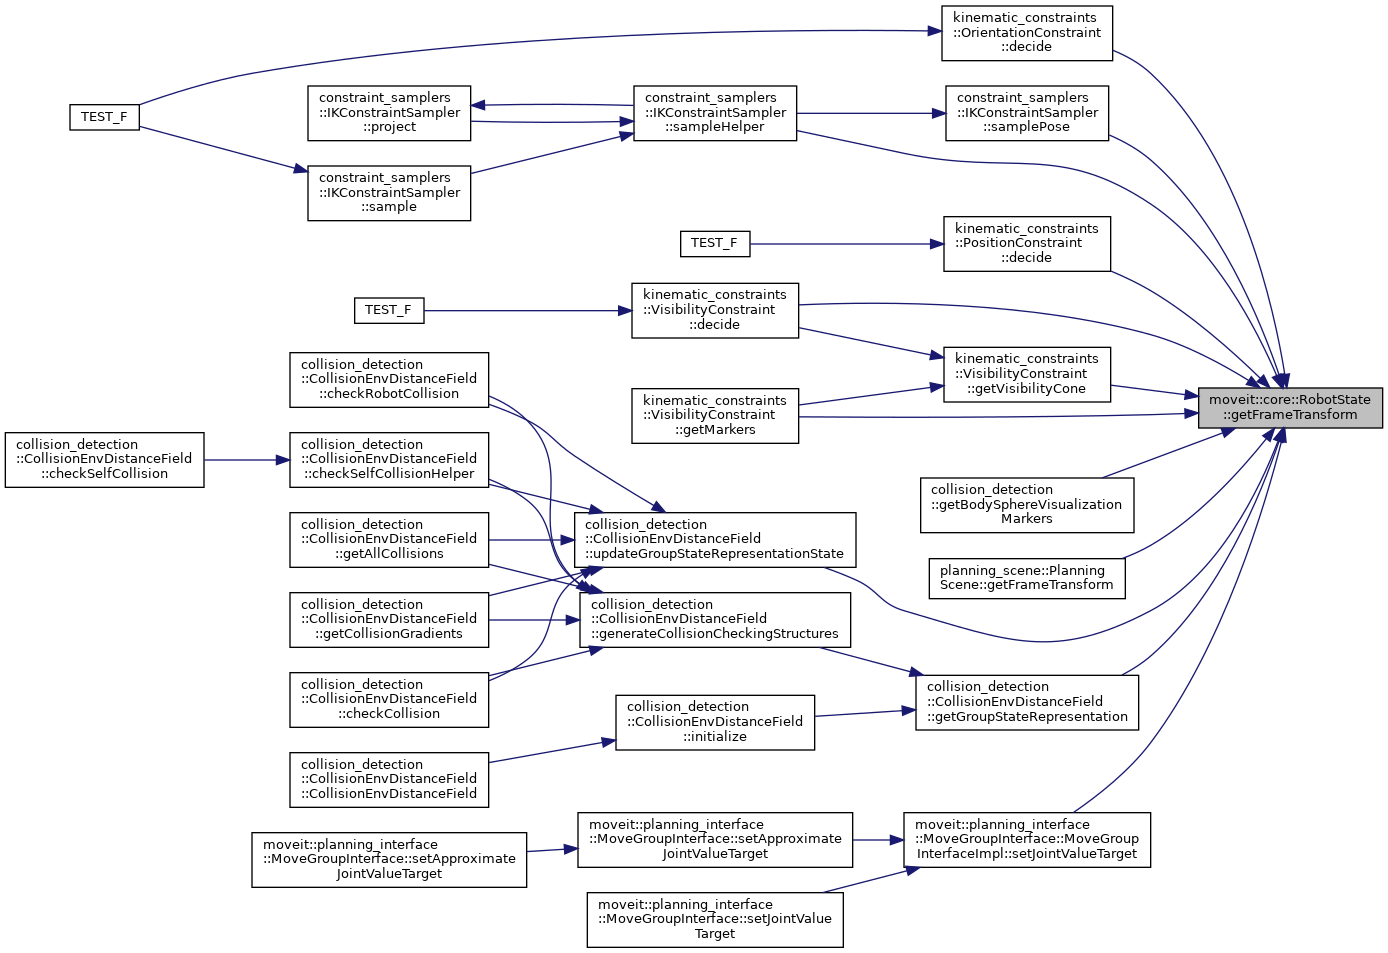 kinematic_constraints
::OrientationConstraint
::decide
TEST_F
constraint_samplers
::IKConstraintSampler
::project
constraint_samplers
::IKConstraintSampler
::sampleHelper
constraint_samplers
::IKConstraintSampler
::samplePose
constraint_samplers
::IKConstraintSampler
::sample
TEST_F
kinematic_constraints
::PositionConstraint
::decide
TEST_F
kinematic_constraints
::VisibilityConstraint
::decide
kinematic_constraints
::VisibilityConstraint
::getVisibilityCone
kinematic_constraints
::VisibilityConstraint
::getMarkers
moveit::core::RobotState
::getFrameTransform
collision_detection
::CollisionEnvDistanceField
::checkRobotCollision
collision_detection
::CollisionEnvDistanceField
::checkSelfCollision
collision_detection
::CollisionEnvDistanceField
::checkSelfCollisionHelper
collision_detection
::getBodySphereVisualization
Markers
collision_detection
::CollisionEnvDistanceField
::getAllCollisions
collision_detection
::CollisionEnvDistanceField
::updateGroupStateRepresentationState
planning_scene::Planning
Scene::getFrameTransform
collision_detection
::CollisionEnvDistanceField
::getCollisionGradients
collision_detection
::CollisionEnvDistanceField
::generateCollisionCheckingStructures
collision_detection
::CollisionEnvDistanceField
::checkCollision
collision_detection
::CollisionEnvDistanceField
::initialize
collision_detection
::CollisionEnvDistanceField
::getGroupStateRepresentation
collision_detection
::CollisionEnvDistanceField
::CollisionEnvDistanceField
moveit::planning_interface
::MoveGroupInterface::setApproximate
JointValueTarget
moveit::planning_interface
::MoveGroupInterface::setApproximate
JointValueTarget
moveit::planning_interface
::MoveGroupInterface::MoveGroup
InterfaceImpl::setJointValueTarget
moveit::planning_interface
::MoveGroupInterface::setJointValue
Target